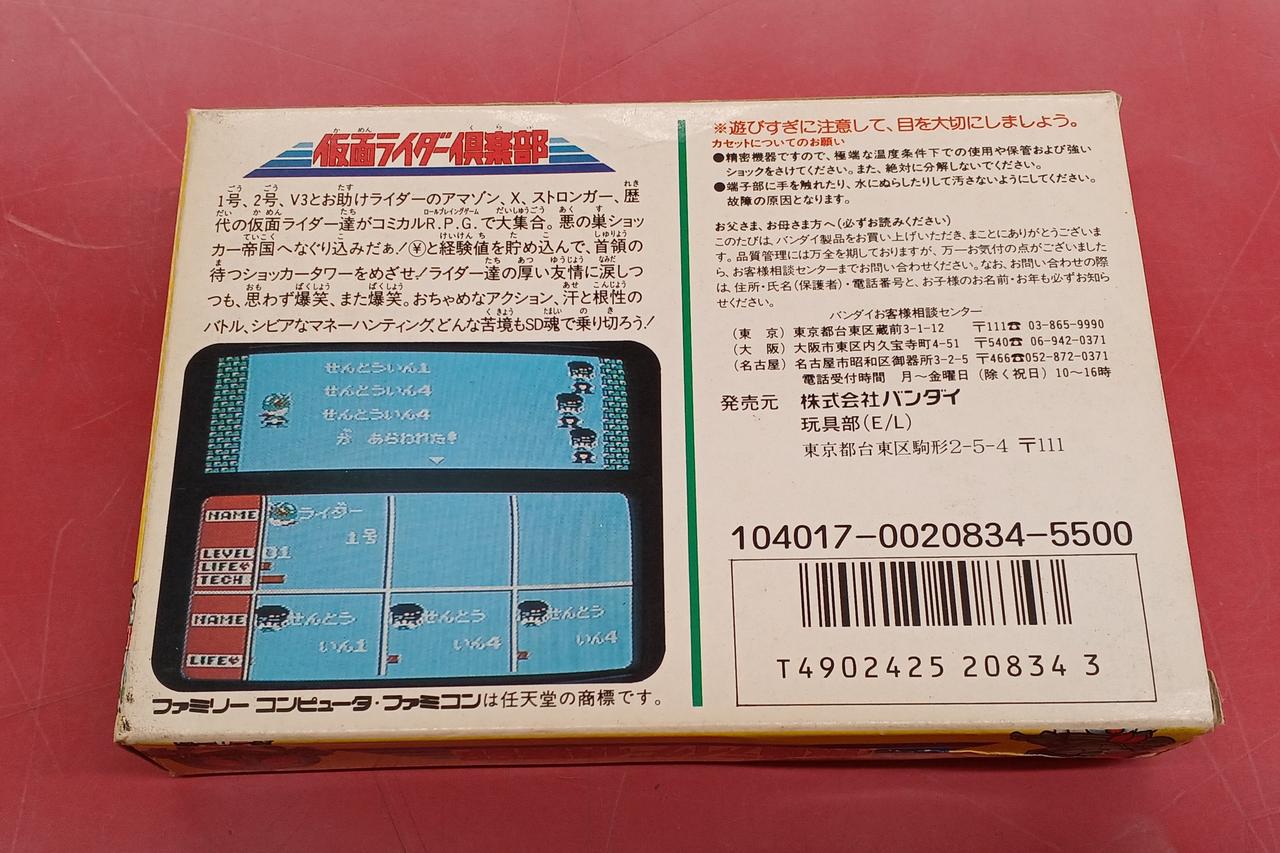 仮面ライダー倶楽部
1号、2号、V3とお助けライダーのアマゾン、X、ストロンガー、歴
代の仮面ライダー達がコミカルR.P.G.で大集合。悪の巣ショッ
カー帝国へなぐり込みだぁ!¥と経験値を貯め込んで、首領の
待つショッカータワーをめざせ!ライダー達の厚い友情に涙しつ
つも、思わず爆笑、また爆笑。おちゃめなアクション、汗と根性の
バトル、シビアなマネーハンティング、どんな苦境もSD魂で乗り切ろう!
せんとういん1
せんとういん4
せんとういん4
が あらわれた!
NAME ライダー
1号
LEVEL 01
LIFE
TECH
NAME せんとう せんとう せんとう
いん1 いん4 いん4
LIFE
ファミリーコンピュータ・ファミコンは任天堂の商標です。
※遊びすぎに注意して、目を大切にしましょう。
カセットについてのお願い
●精密機器ですので、極端な温度条件下での使用や保管および強い
ショックをさけてください。また、絶対に分解しないでください。
●端子部に手を触れたり、水にぬらしたりして汚さないようにしてください。
故障の原因となります。
お父さま、お母さま方へ(必ずお読みください)
このたびは、バンダイ製品をお買い上げいただき、まことにありがとうございま
す。品質管理には万全を期しておりますが、万一お気付の点がございました
ら、お客様相談センターまでお問い合わせください。なお、お問い合わせの際
は、住所・氏名(保護者)・電話番号と、お子様のお名前・お年も必ずお知ら
せください。
バンダイお客様相談センター
(東 京) 東京都台東区蔵前3-1-12 〒111☎ 03-865-9990
(大 阪) 大阪市東区内久宝寺町4-51 〒540☎ 06-942-0371
(名古屋) 名古屋市昭和区御器所3-2-5 〒466☎052-872-0371
電話受付時間 月〜金曜日(除く祝日)10〜16時
発売元 株式会社バンダイ
玩具部(E/L)
東京都台東区駒形2-5-4 〒111
104017-0020834-5500
T4902425 20834 3